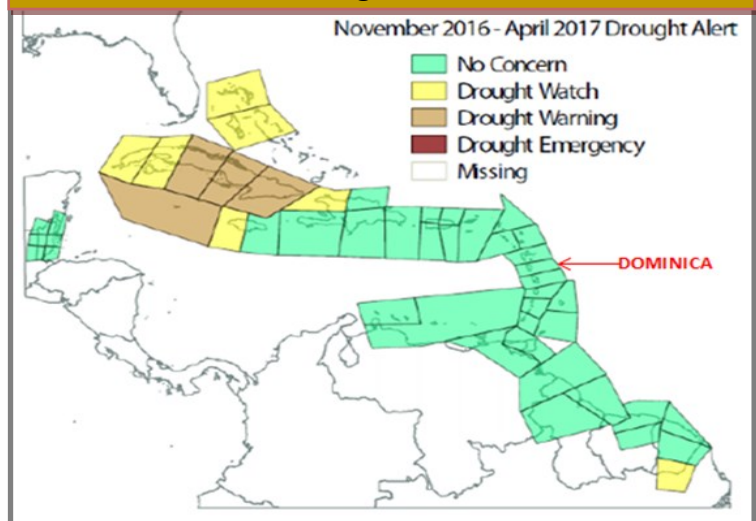 November 2016 - April 2017 Drought Alert
No Concern
Drought Watch
Drought Warning
Drought Emergency
Missing
DOMINICA